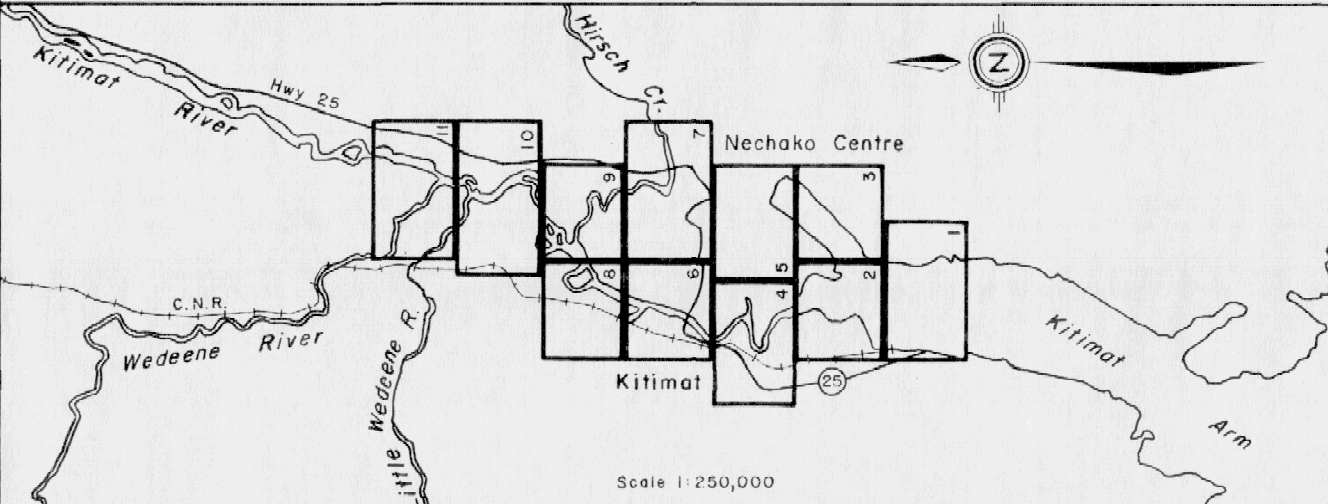 Hirsch
Cr.
Kitimat
River
Hwy 25
N
Nechako Centre
11
10
9
7
3
1
8
6
5
4
2
C.N.R.
Wedeene River
Little Wedeene R.
Kitimat
25
Kitimat
Arm
Scale 1:250,000